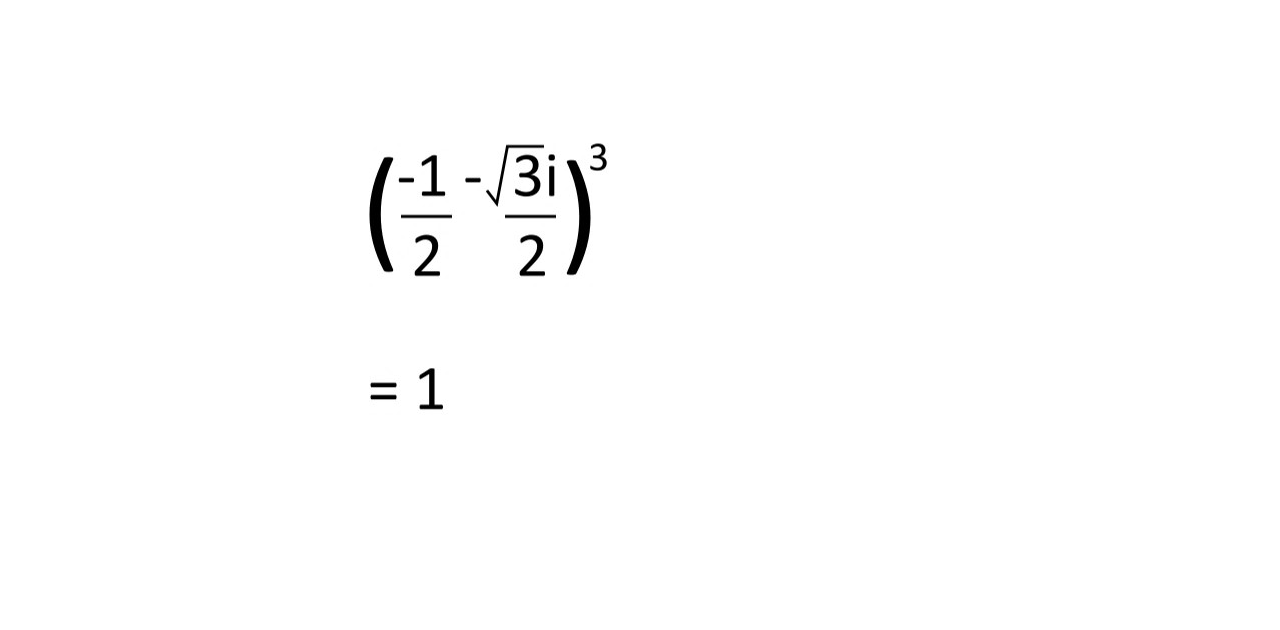 (-1/2 -√3i/2)³
= 1